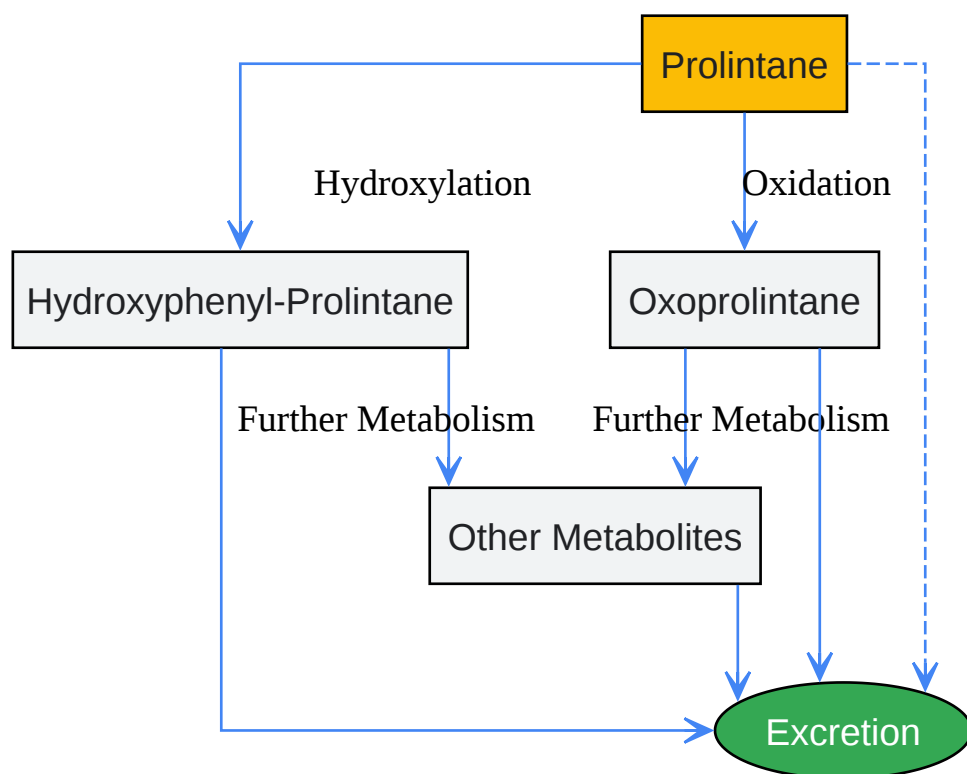 Prolintane
Hydroxylation
Oxidation
Hydroxyphenyl-Prolintane
Oxoprolintane
Further Metabolism
Further Metabolism
Other Metabolites
Excretion